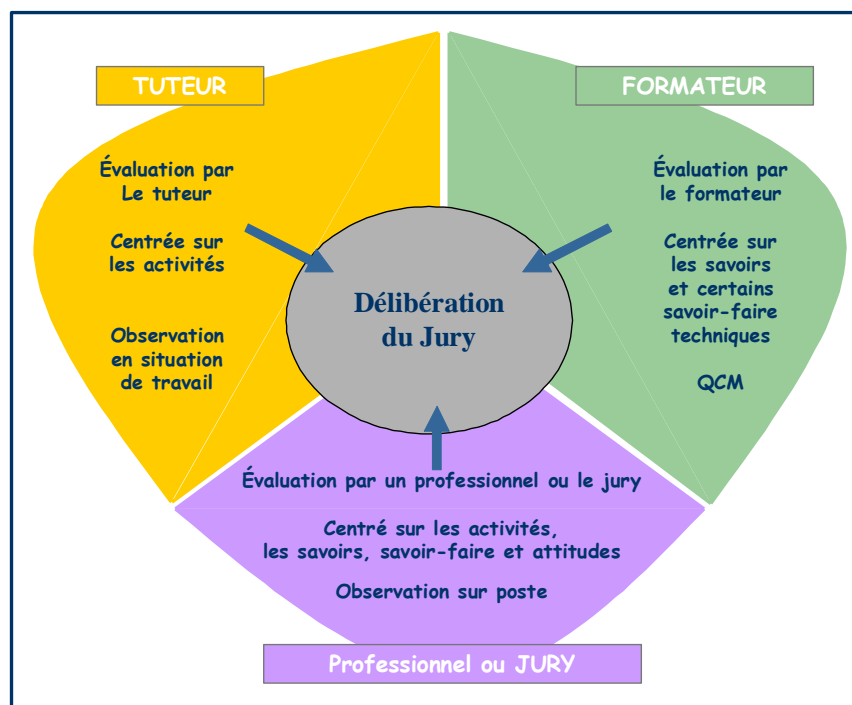 TUTEUR
Évaluation par
Le tuteur
Centrée sur
les activités
Observation
en situation
de travail
FORMATEUR
Évaluation par
le formateur
Centrée sur
les savoirs
et certains
savoir-faire
techniques
QCM
Délibération
du Jury
Évaluation par un professionnel ou le jury
Centré sur les activités,
les savoirs, savoir-faire et attitudes
Observation sur poste
Professionnel ou JURY